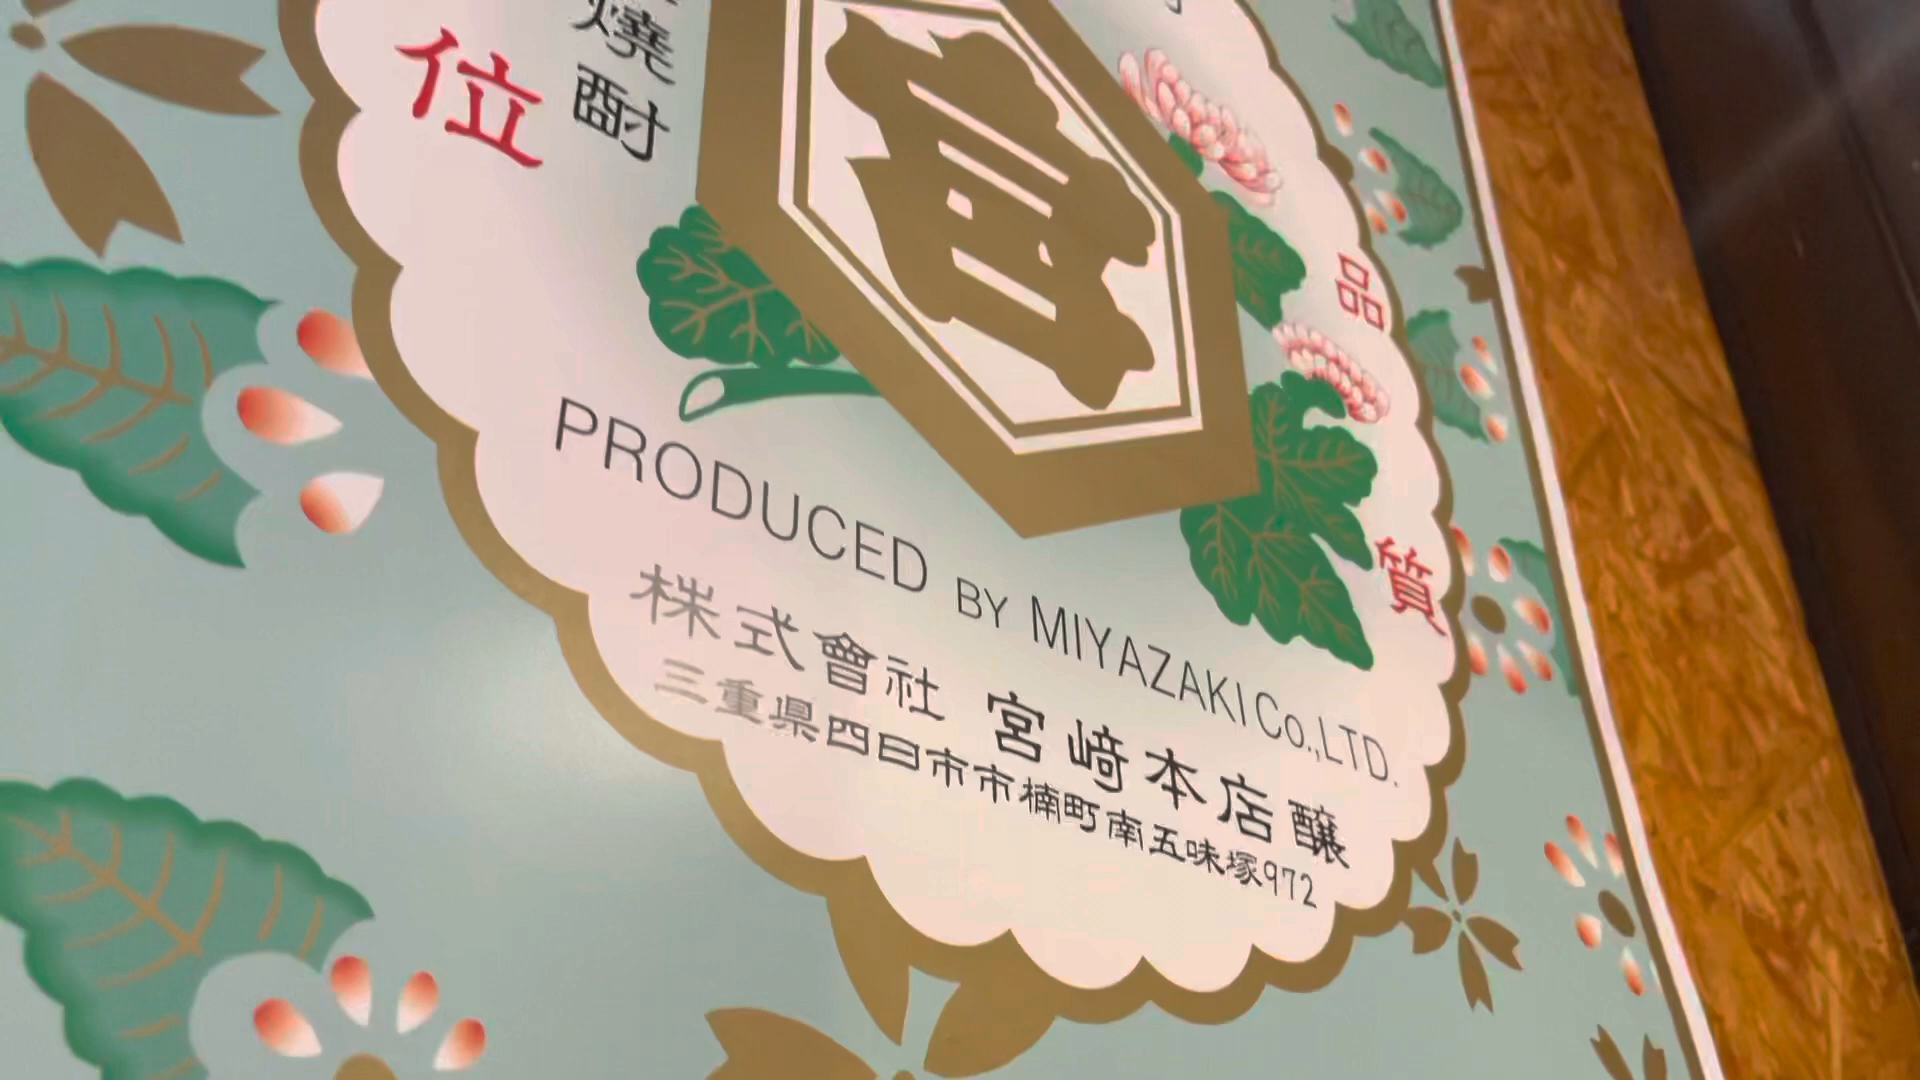 位
燒酎
宮
品
質
PRODUCED BY MIYAZAKI Co.,LTD.
株式會社 宮﨑本店醸
三重県四日市市楠町南五味塚972